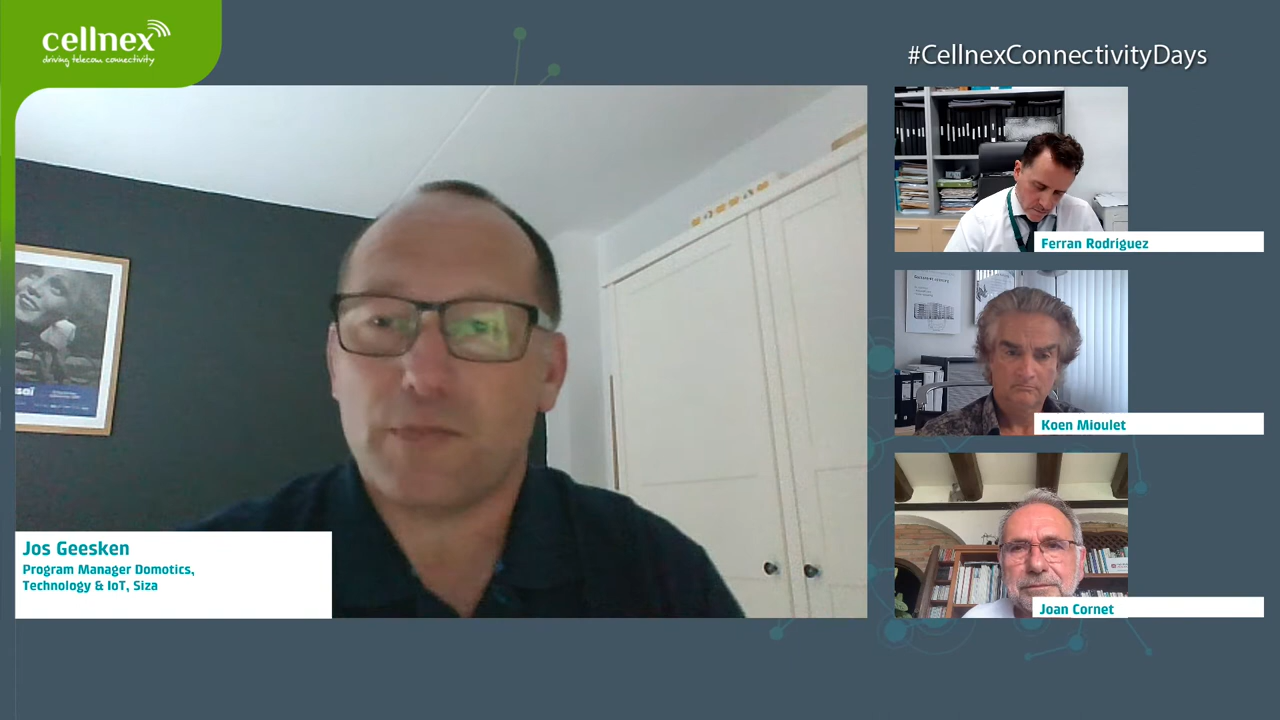 cellnex
driving telecom connectivity
#CellnexConnectivityDays
Jos Geesken
Program Manager Domotics,
Technology & IoT, Siza
Ferran Rodriguez
Koen Mioulet
Joan Cornet